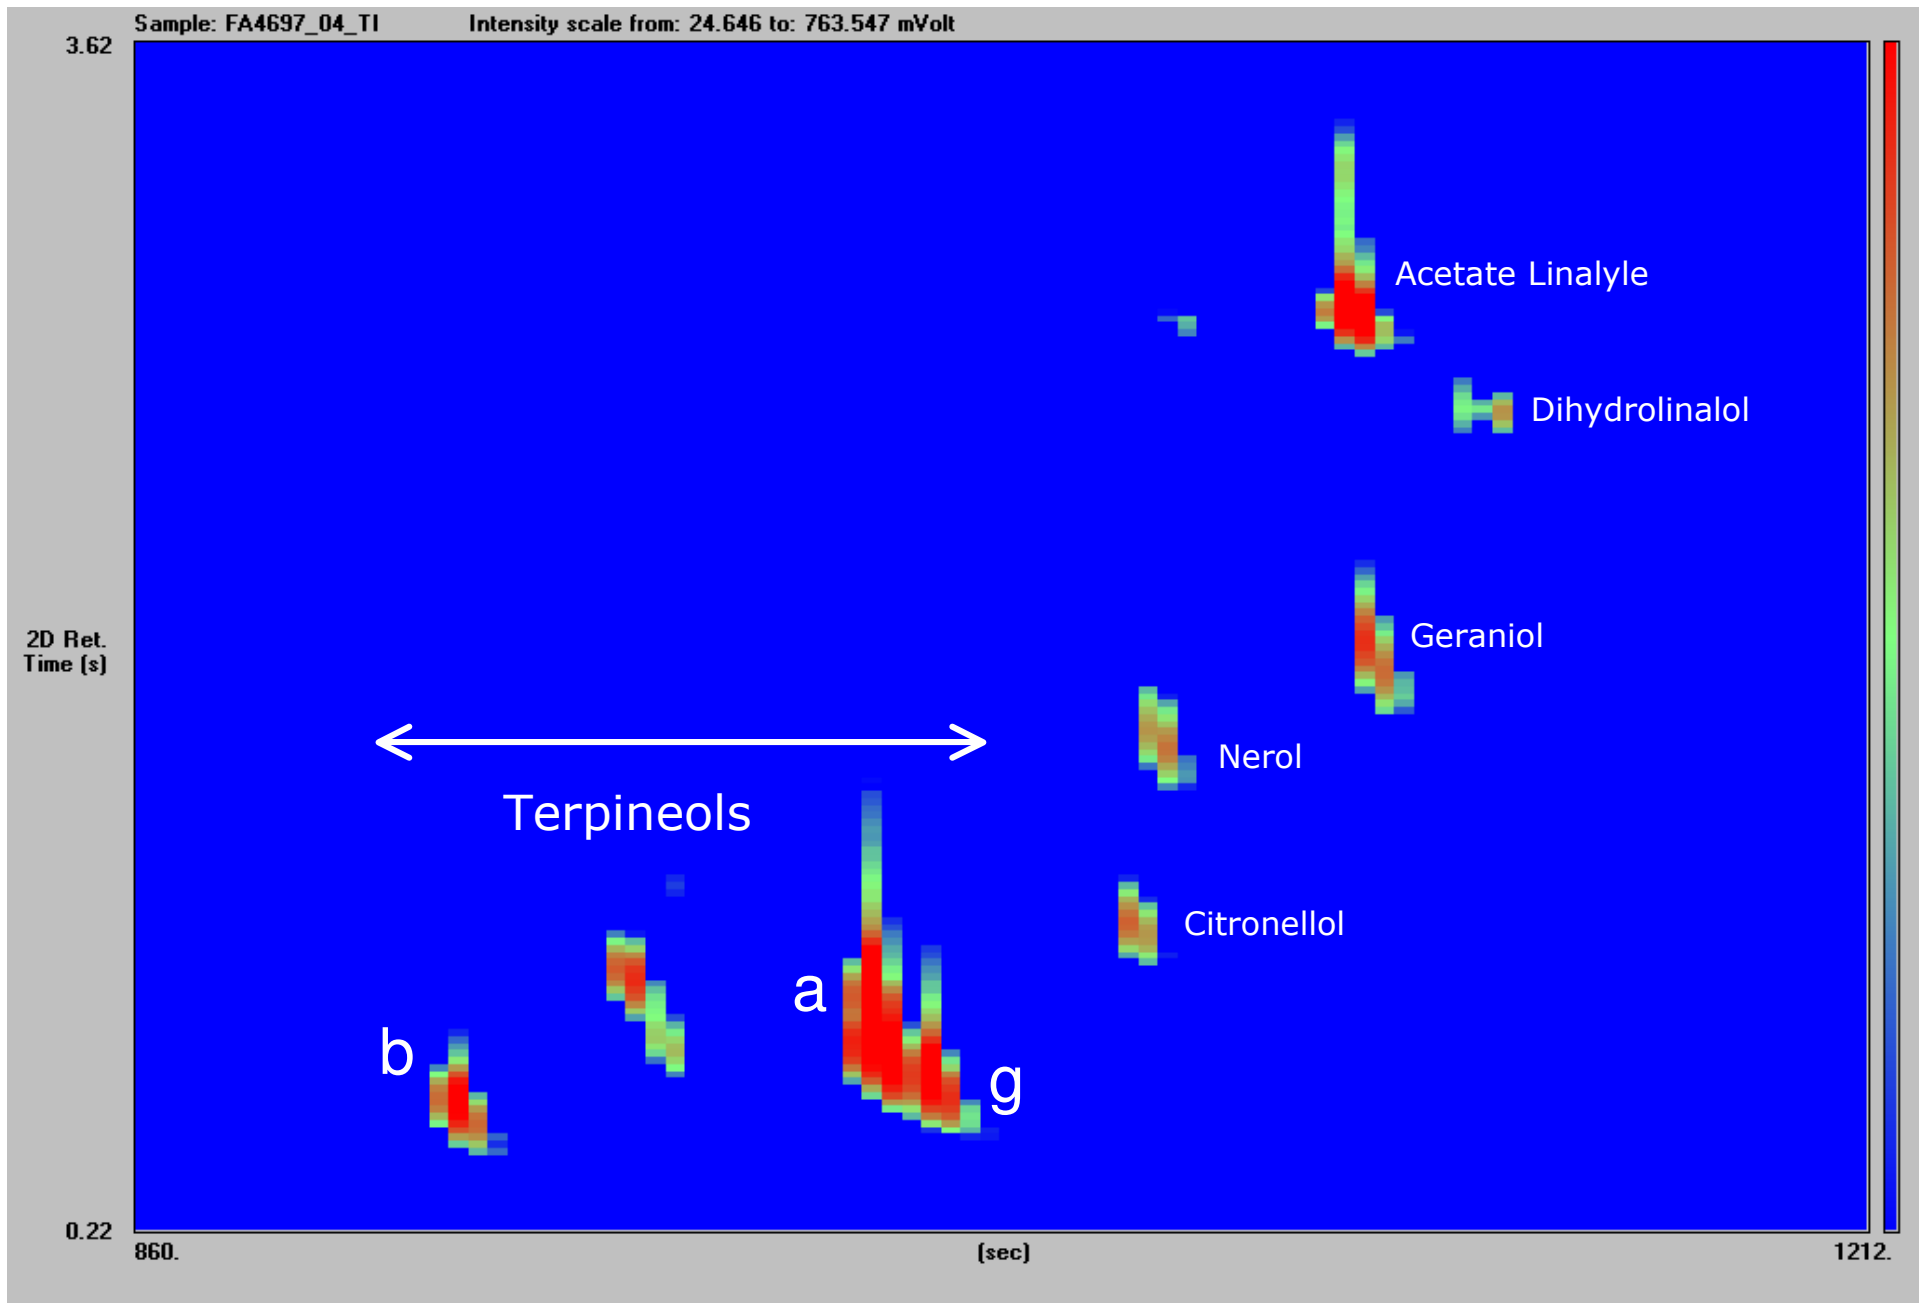 Sample: FA4697_04_TI Intensity scale from: 24.646 to: 763.547 mVolt
3.62
Acetate Linalyle
Dihydrolinalol
2D Ret.
Time (s)
Geraniol
Nerol
Terpineols
Citronellol
a
b
g
0.22
860. (sec) 1212.